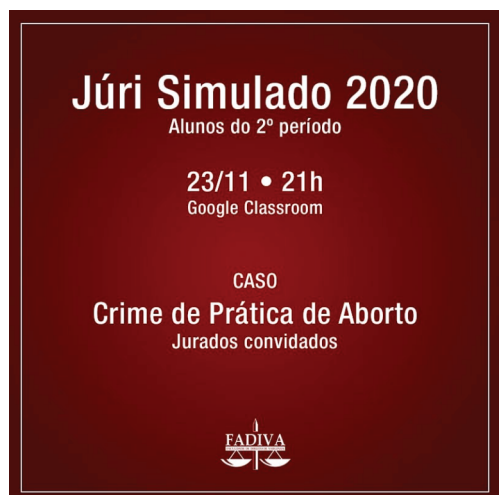 Júri Simulado 2020
Alunos do 2º período
23/11 • 21h
Google Classroom
CASO
Crime de Prática de Aborto
Jurados convidados
FADIVA